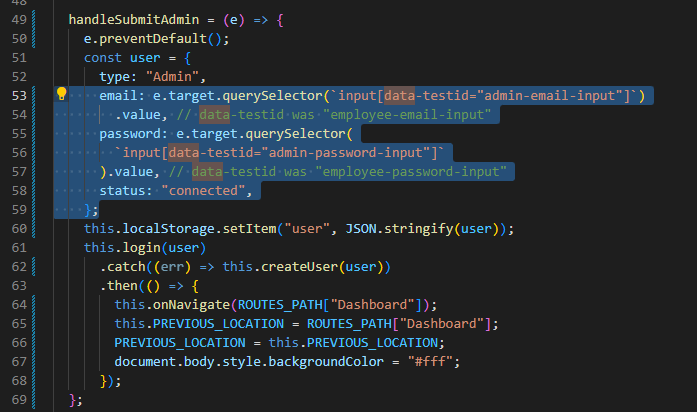 48
49 handleSubmitAdmin = (e) => {
50 e.preventDefault();
51 const user = {
52 type: "Admin",
53 email: e.target.querySelector(`input[data-testid="admin-email-input"]`)
54 .value, // data-testid was "employee-email-input"
55 password: e.target.querySelector(
56 `input[data-testid="admin-password-input"]`
57 ).value, // data-testid was "employee-password-input"
58 status: "connected",
59 };
60 this.localStorage.setItem("user", JSON.stringify(user));
61 this.login(user)
62 .catch((err) => this.createUser(user))
63 .then(() => {
64 this.onNavigate(ROUTES_PATH["Dashboard"]);
65 this.PREVIOUS_LOCATION = ROUTES_PATH["Dashboard"];
66 PREVIOUS_LOCATION = this.PREVIOUS_LOCATION;
67 document.body.style.backgroundColor = "#fff";
68 });
69 };